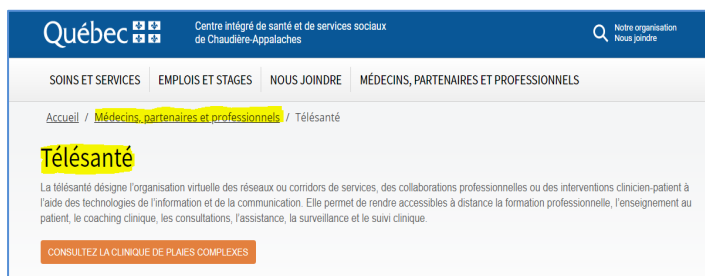 Québec
Centre intégré de santé et de services sociaux
de Chaudière-Appalaches
Notre organisation
Nous joindre
SOINS ET SERVICES EMPLOIS ET STAGES NOUS JOINDRE MÉDECINS, PARTENAIRES ET PROFESSIONNELS
Accueil / Médecins, partenaires et professionnels / Télésanté
Télésanté
La télésanté désigne l'organisation virtuelle des réseaux ou corridors de services, des collaborations professionnelles ou des interventions clinicien-patient à
l'aide des technologies de l'information et de la communication. Elle permet de rendre accessibles à distance la formation professionnelle, l'enseignement au
patient, le coaching clinique, les consultations, l'assistance, la surveillance et le suivi clinique.
CONSULTEZ LA CLINIQUE DE PLAIES COMPLEXES